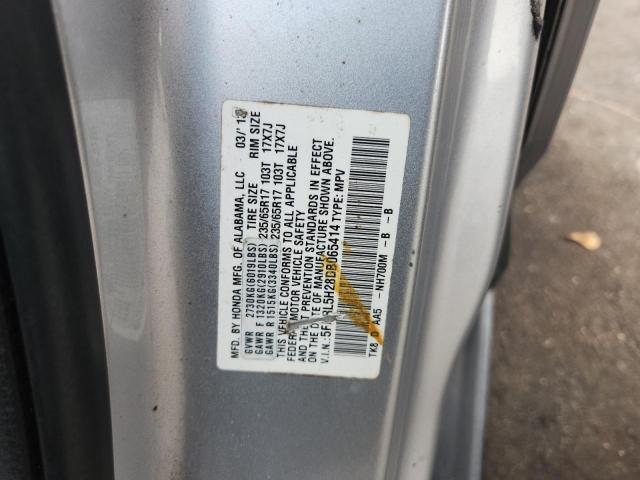 MFD. BY HONDA MFG. OF ALABAMA, LLC 03/
TIRE SIZE RIM SIZE
GVWR 2730KG(6019LBS)
GAWR F 1320KG(2910LBS) 235/65R17 103T 17X7J
GAWR R 1515KG(3340LBS) 235/65R17 103T 17X7J
THIS VEHICLE CONFORMS TO ALL APPLICABLE
FEDERAL MOTOR VEHICLE SAFETY
AND THEFT PREVENTION STANDARDS IN EFFECT
ON THE DATE OF MANUFACTURE SHOWN ABOVE.
V.I.N.: TYPE: MPV
TK8 D AA5 -NH700M -B -B